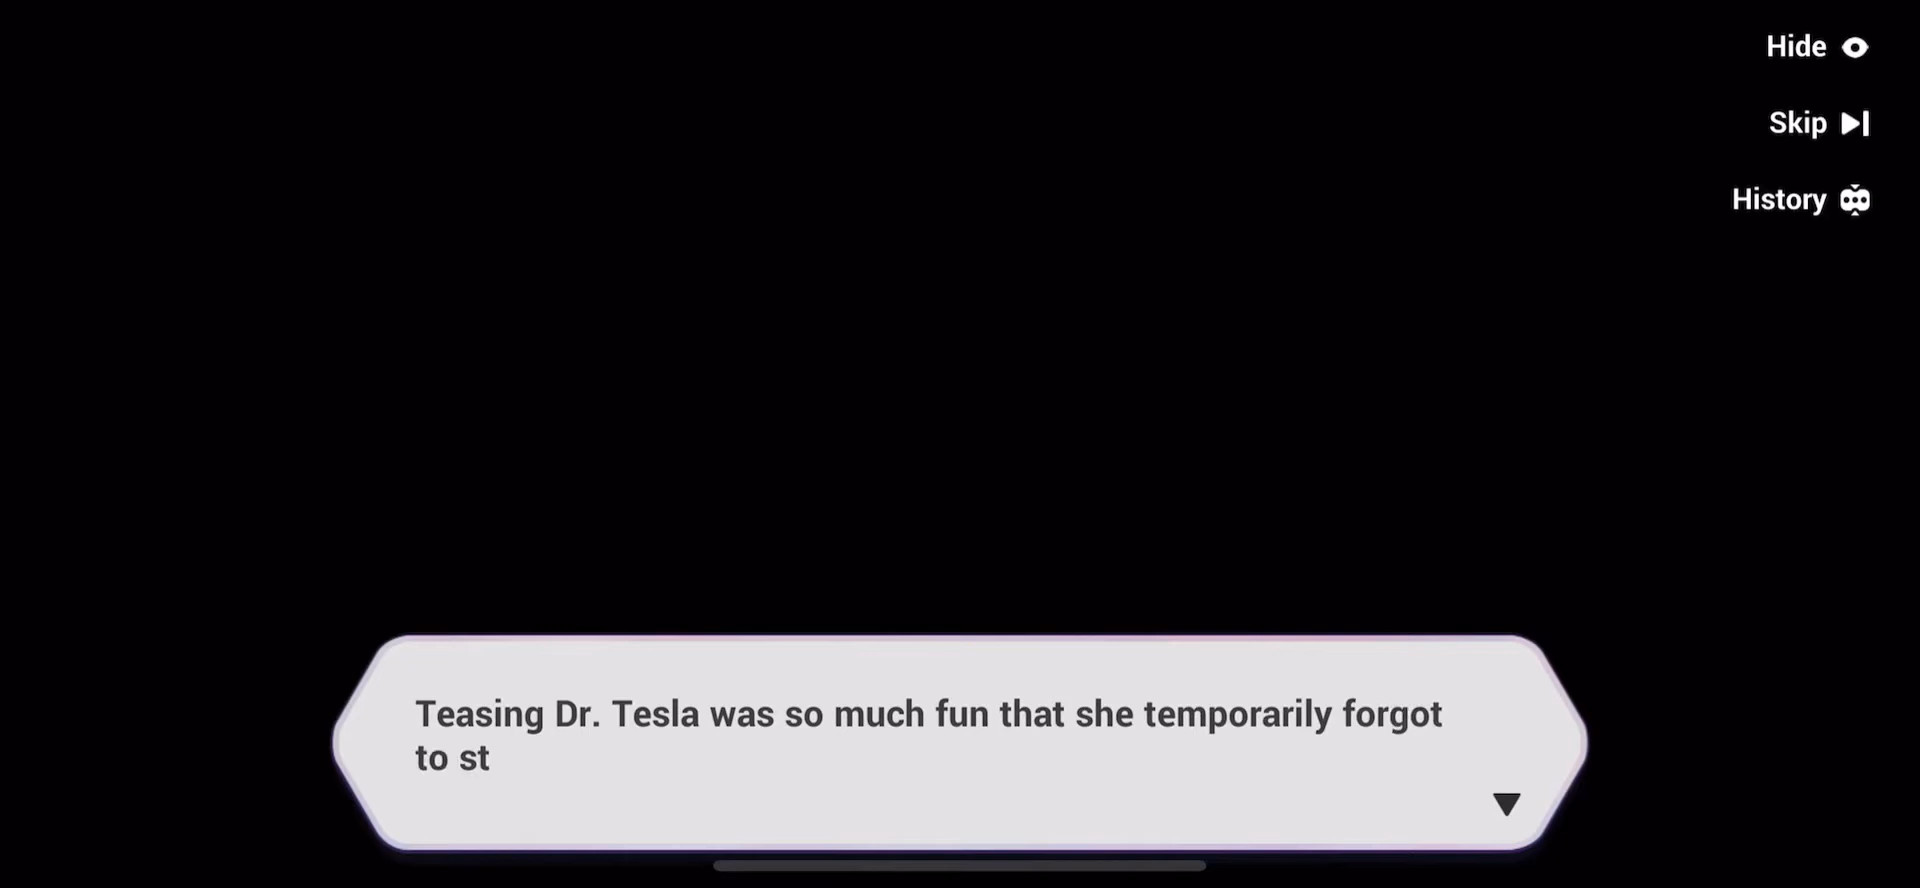 Hide
Skip
History
Teasing Dr. Tesla was so much fun that she temporarily forgot
to st